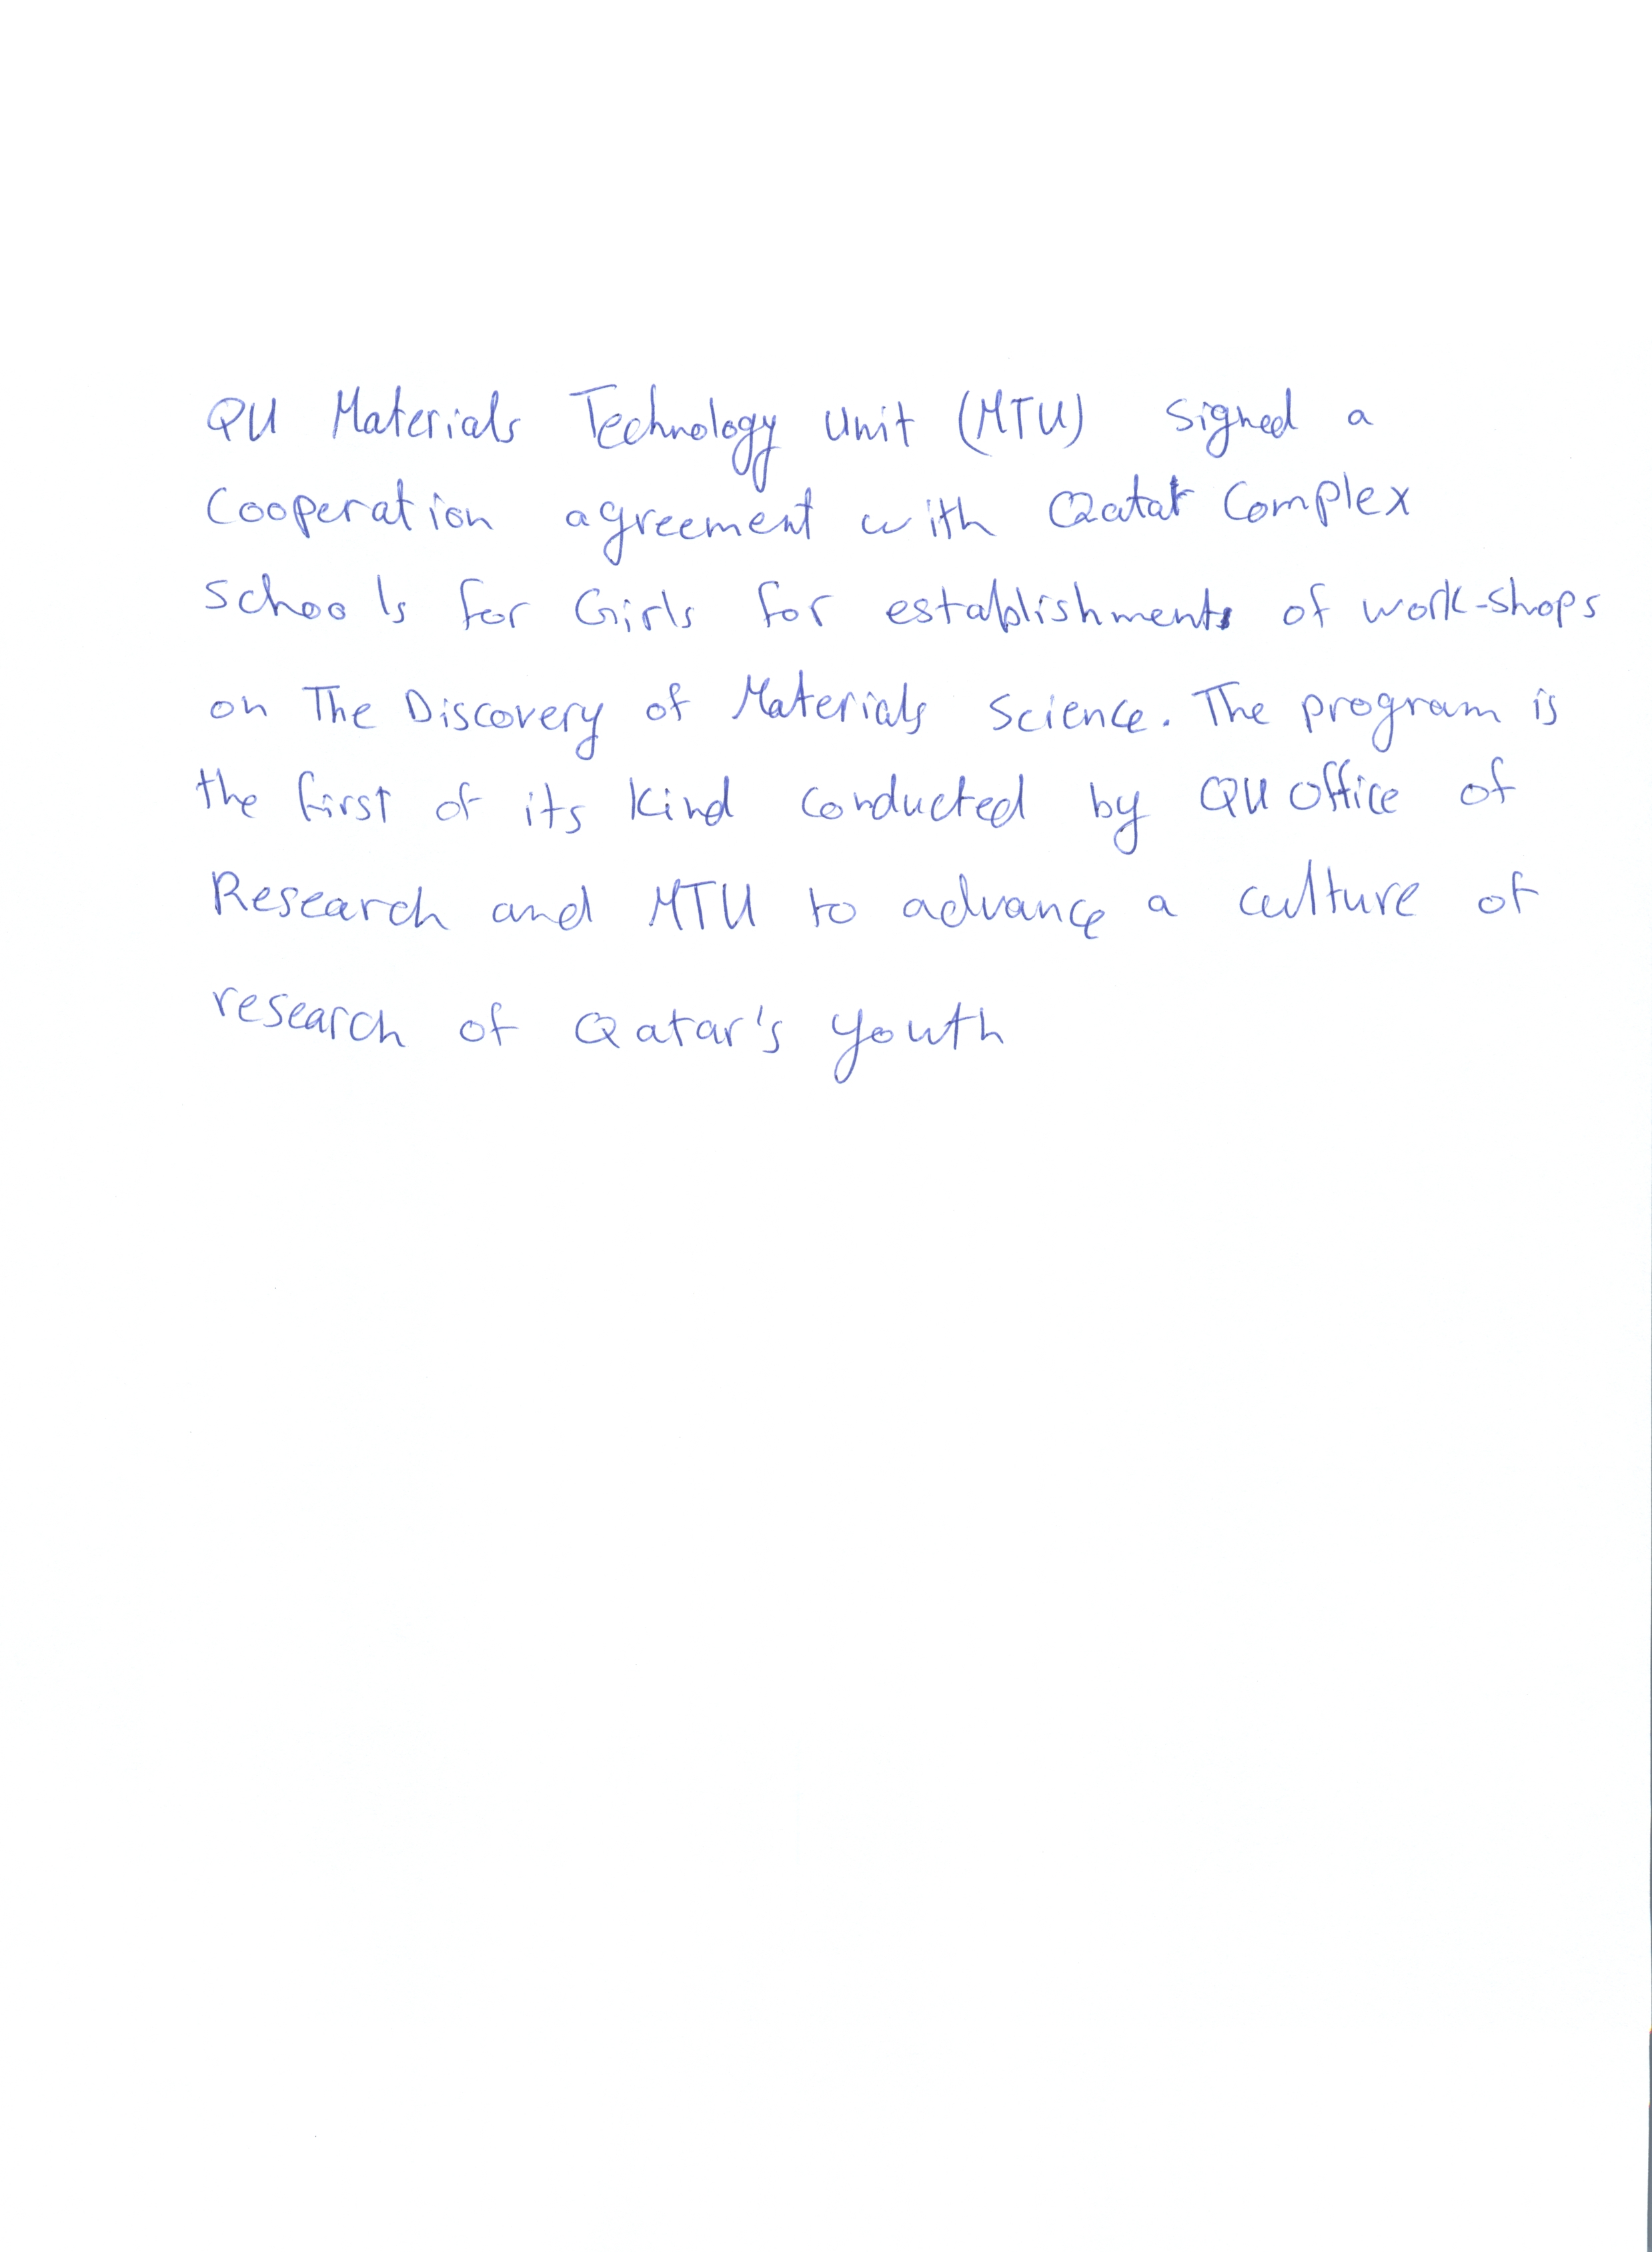 QU Materials Technology Unit (MTU) signed a
Cooperation agreement with Qatar Complex
Schools for Girls for establishments of work-shops
on The Discovery of Materials Science. The program is
the first of its kind conducted by QU Office of
Research and MTU to advance a culture of
research of Qatar's youth